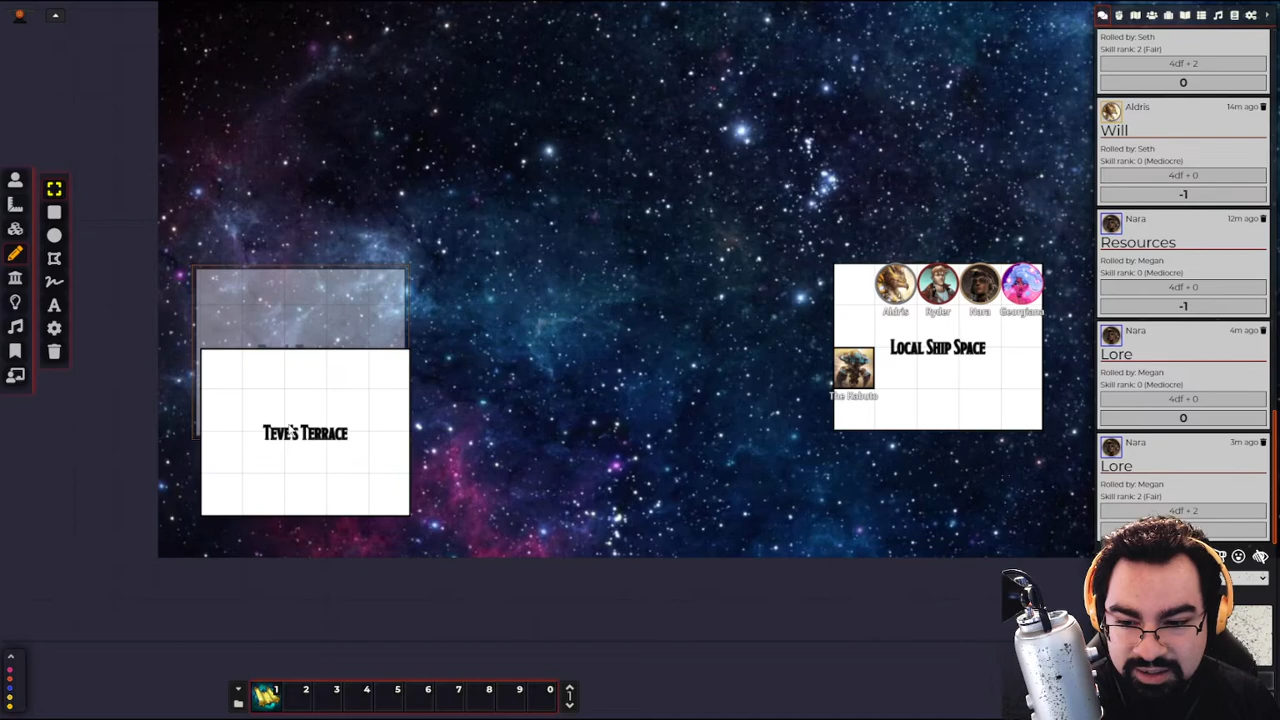 Rolled by: Seth
Skill rank: 2 (Fair)
4df + 2
0
Aldris
14m ago
Will
Rolled by: Seth
Skill rank: 0 (Mediocre)
4df + 0
-1
Nara
12m ago
Resources
Rolled by: Megan
Skill rank: 0 (Mediocre)
4df + 0
-1
Nara
4m ago
Lore
Rolled by: Megan
Skill rank: 0 (Mediocre)
4df + 0
0
Nara
3m ago
Lore
Rolled by: Megan
Skill rank: 2 (Fair)
4df + 2
Aldris
Ryder
Nara
Georgiana
Local Ship Space
The Kabuto
Teve's Terrace
A
1 2 3 4 5 6 7 8 9 0
1